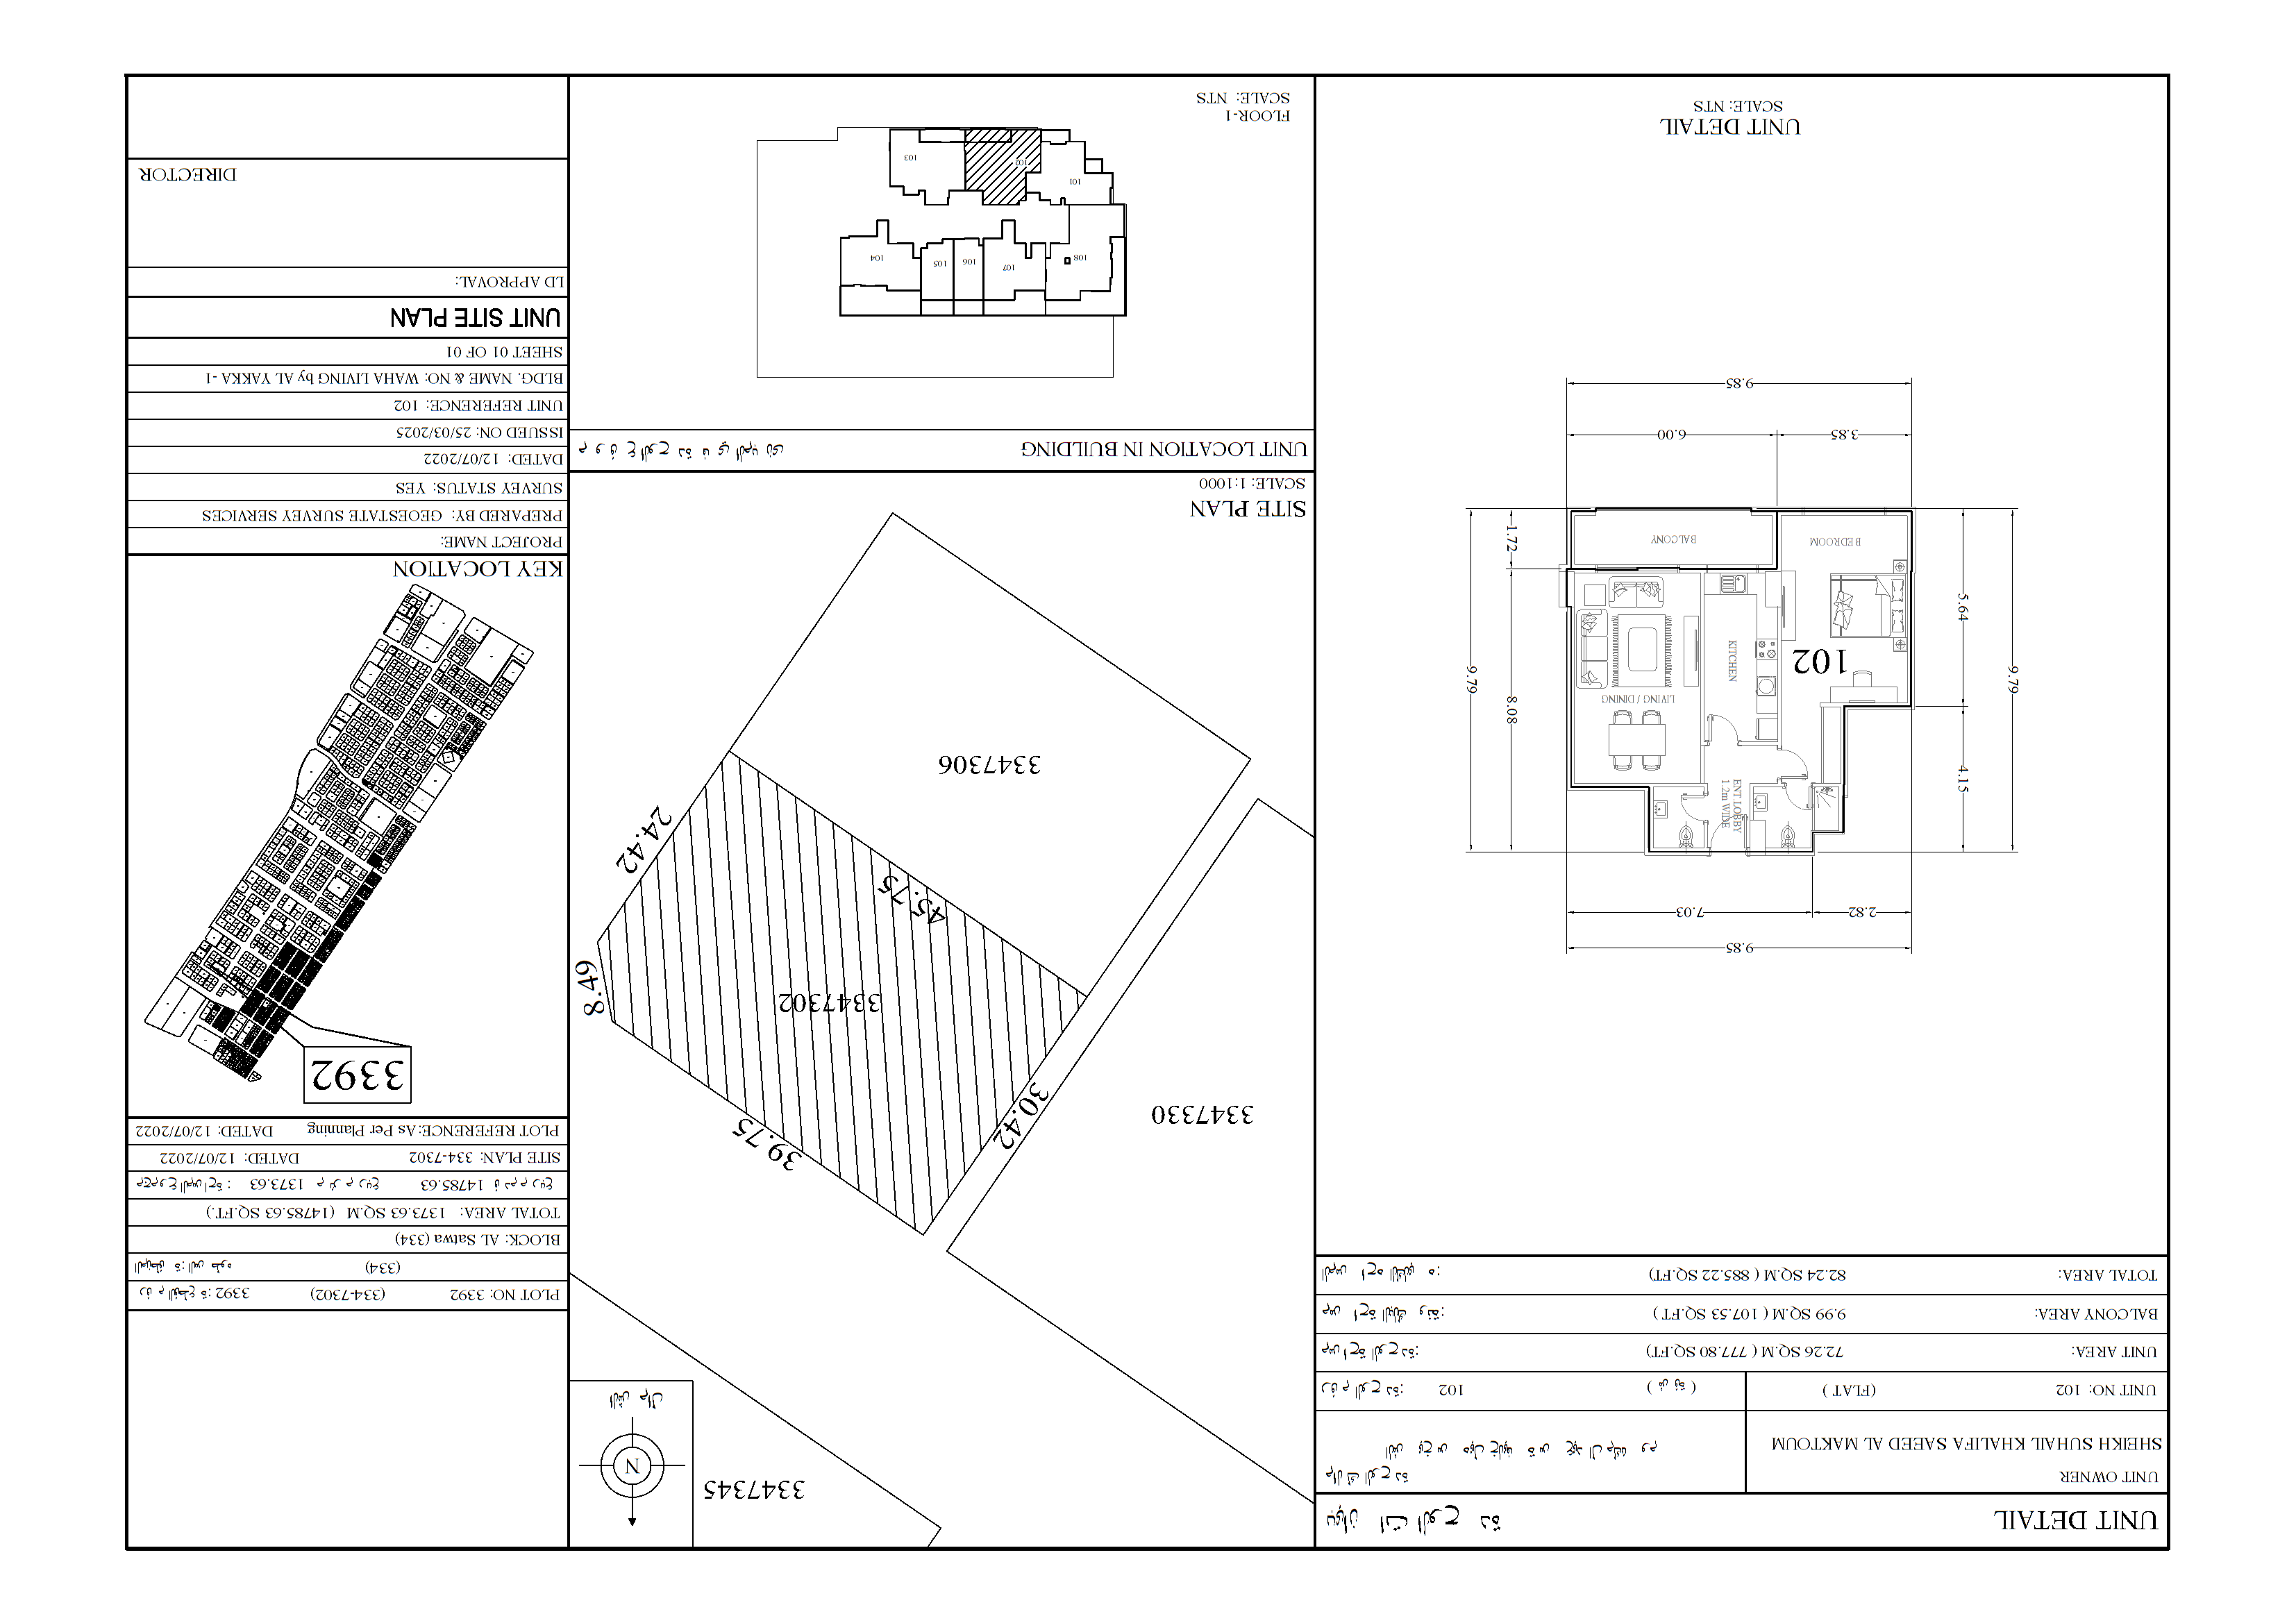 UNIT DETAIL
UNIT OWNER
SHEIKH SUHAIL KHALIFA SAEED AL MAKTOUM
UNIT NO: 102 (FLAT ) 102
UNIT AREA: 72.26 SQ.M ( 777.80 SQ.FT)
BALCONY AREA: 9.99 SQ.M ( 107.53 SQ.FT )
TOTAL AREA: 82.24 SQ.M ( 885.22 SQ.FT)
9.85
2.82
7.03
ENT LOBBY
1.2m WIDE
4.15
9.79
102
LIVING / DINING
8.08
9.79
KITCHEN
5.64
BEDROOM
BALCONY
1.72
3.85
6.00
9.85
UNIT DETAIL
SCALE: NTS
3347345
N
39.75
30.42
3347330
3347302
8.49
45.75
24.42
3347306
SITE PLAN
SCALE: 1:1000
UNIT LOCATION IN BUILDING
108
107
106
105
104
101
102
103
FLOOR-1
SCALE: NTS
PLOT NO: 3392 (334-7302) 3392
(334)
BLOCK: AL Satwa (334)
TOTAL AREA: 1373.63 SQ.M (14785.63 SQ.FT.)
14785.63 1373.63
SITE PLAN: 334-7302 DATED: 12/07/2022
PLOT REFERENCE: As Per Planning DATED: 12/07/2022
3392
KEY LOCATION
PROJECT NAME:
PREPARED BY: GEOESTATE SURVEY SERVICES
SURVEY STATUS: YES
DATED: 12/07/2022
ISSUED ON: 25/03/2025
UNIT REFERENCE: 102
BLDG. NAME & NO: WAHA LIVING by AL YAKKA -1
SHEET 01 OF 01
UNIT SITE PLAN
LD APPROVAL:
DIRECTOR